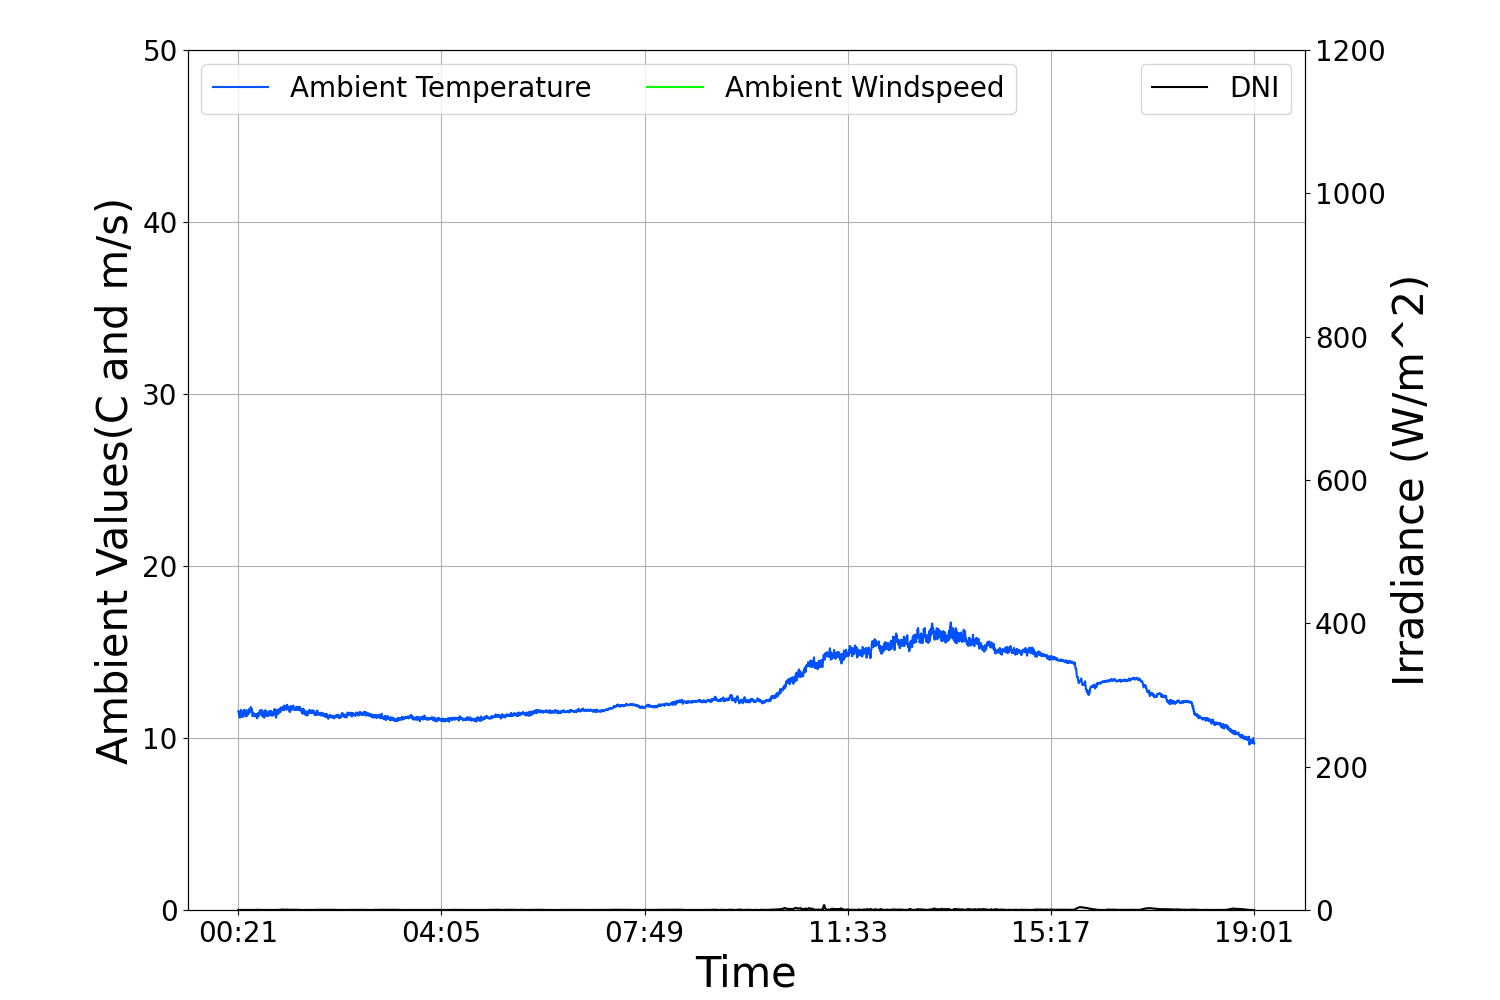 50
40
30
20
10
0
Ambient Values(C and m/s)
Ambient Temperature
Ambient Windspeed
DNI
1200
1000
800
600
400
200
0
Irradiance (W/m^2)
00:21 04:05 07:49 11:33 15:17 19:01
Time